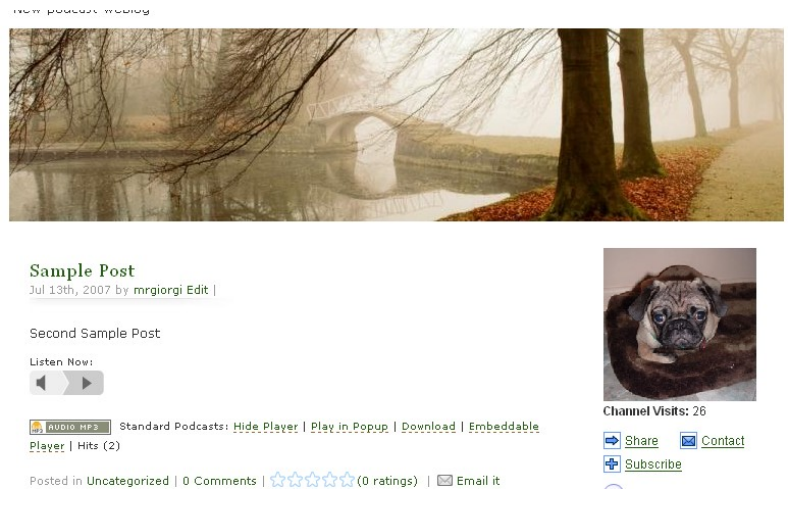 New podcast weblog
Sample Post
Jul 13th, 2007 by mrgiorgi Edit |
Second Sample Post
Listen Now:
AUDIO MP3 Standard Podcasts: Hide Player | Play in Popup | Download | Embeddable
Player | Hits (2)
Posted in Uncategorized | 0 Comments | (0 ratings) | Email it
Channel Visits: 26
Share Contact
Subscribe